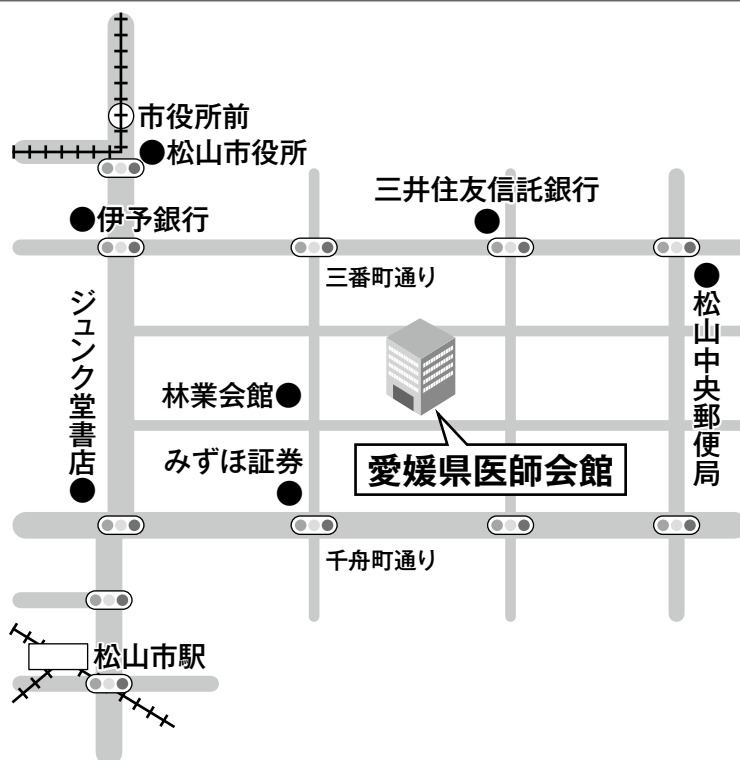 市役所前
松山市役所
三井住友信託銀行
伊予銀行
三番町通り
ジュンク堂書店
松山中央郵便局
林業会館
みずほ証券
愛媛県医師会館
千舟町通り
松山市駅